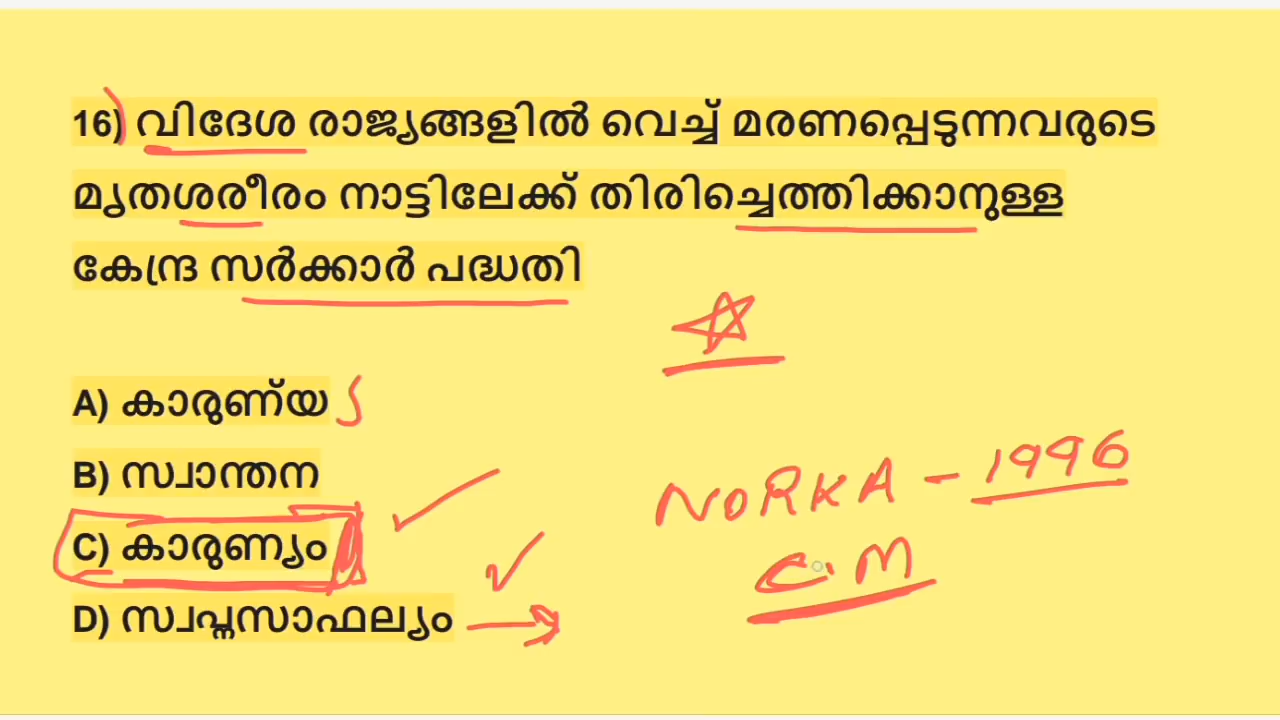 16) വിദേശ രാജ്യങ്ങളിൽ വെച്ച് മരണപ്പെടുന്നവരുടെ
മൃതശരീരം നാട്ടിലേക്ക് തിരിച്ചെത്തിക്കാനുള്ള
കേന്ദ്ര സർക്കാർ പദ്ധതി
A) കാരുണ്യ
B) സ്വാന്തന
C) കാരുണ്യം
D) സ്വപ്നസാഫല്യം
NORKA - 1996
C.M